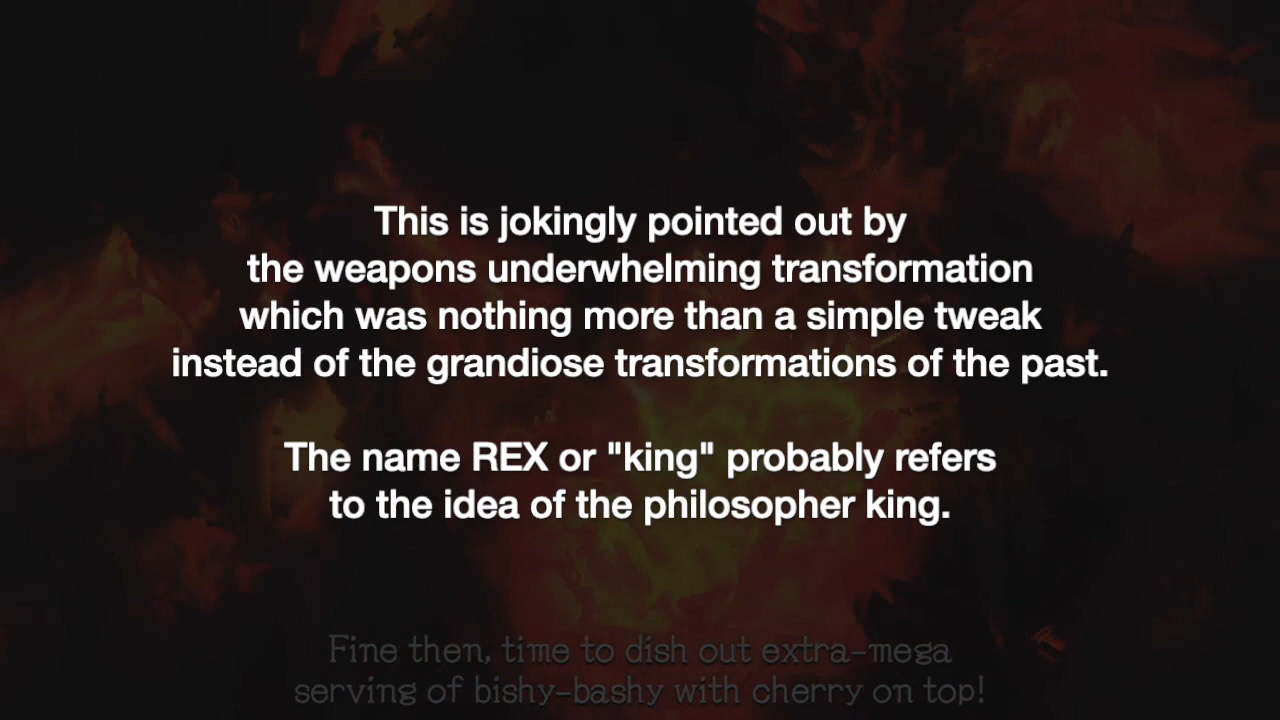 This is jokingly pointed out by
the weapons underwhelming transformation
which was nothing more than a simple tweak
instead of the grandiose transformations of the past.
The name REX or "king" probably refers
to the idea of the philosopher king.
Fine then, time to dish out extra-mega
serving of bishy-bashy with cherry on top!